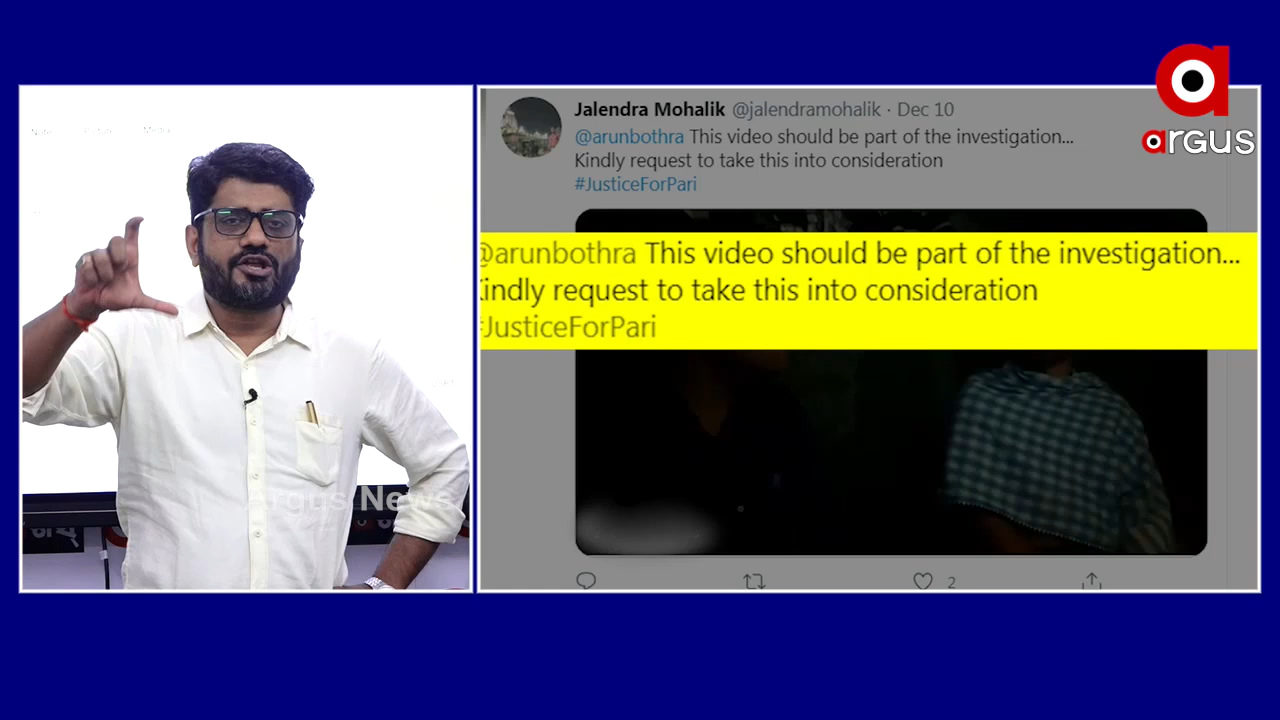 Jalendra Mohalik @jalendramohalik · Dec 10
@arunbothra This video should be part of the investigation...
Kindly request to take this into consideration
#JusticeForPari
@arunbothra This video should be part of the investigation...
Kindly request to take this into consideration
#JusticeForPari
2
argus
Argus News